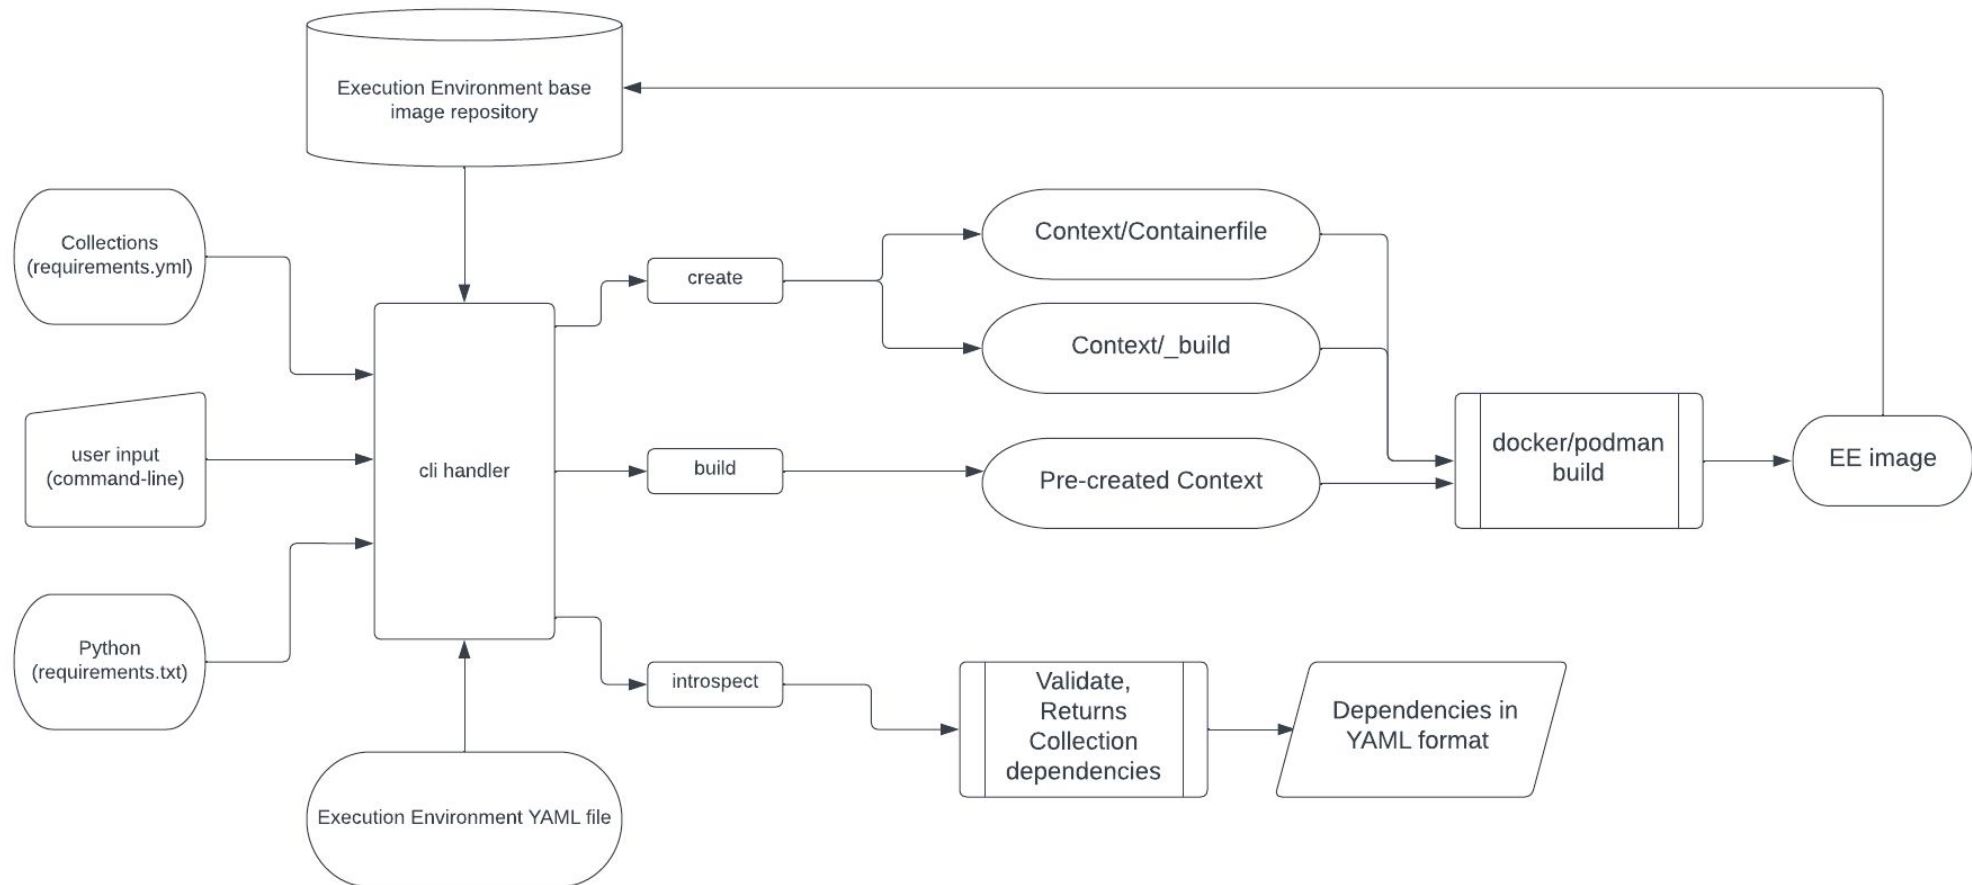 Execution Environment base
image repository
Collections
(requirements.yml)
Context/Containerfile
create
Context/_build
user input
(command-line)
cli handler
build
Pre-created Context
docker/podman
build
EE image
Python
(requirements.txt)
introspect
Validate,
Returns
Collection
dependencies
Dependencies in
YAML format
Execution Environment YAML file